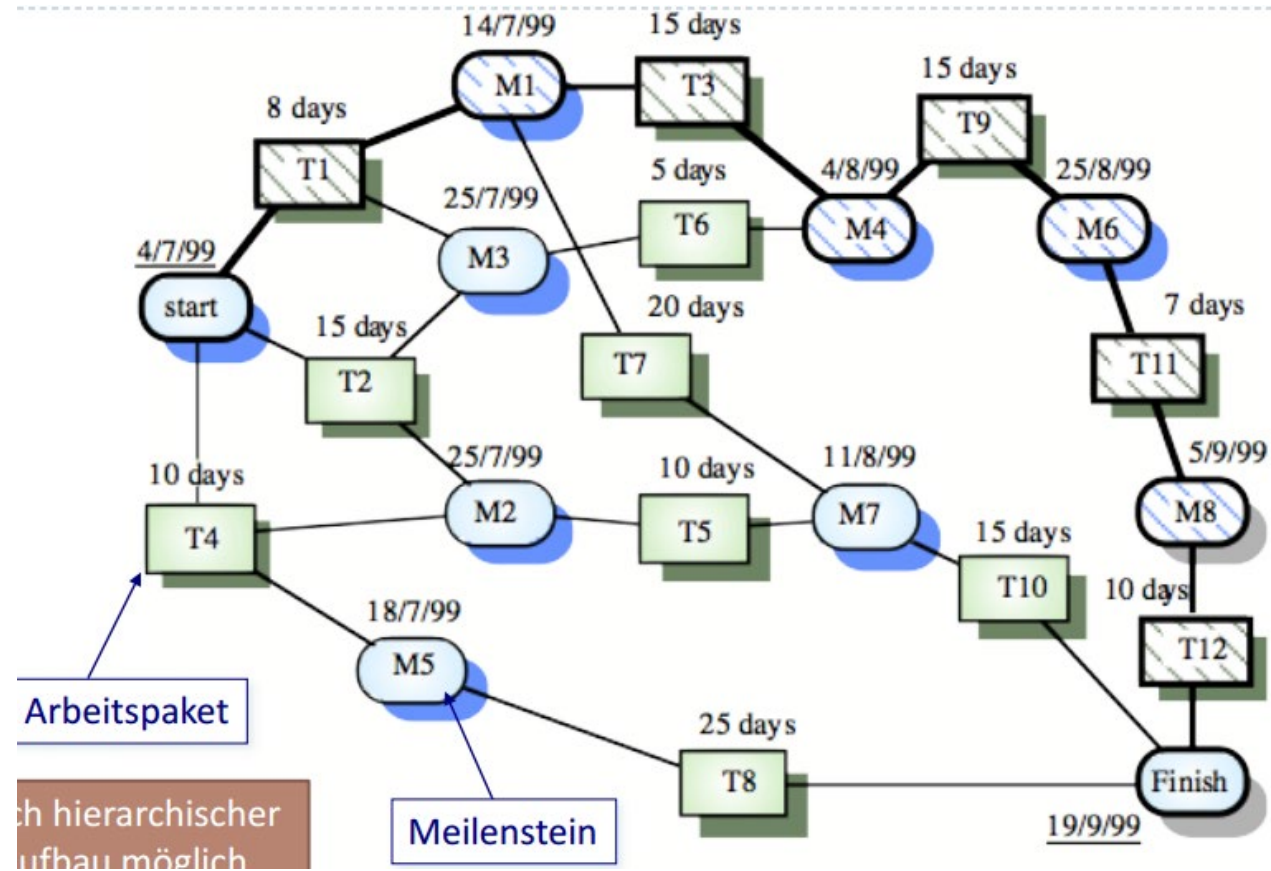 14/7/99
15 days
M1
T3
15 days
T9
8 days
T1
5 days
4/8/99
25/8/99
25/7/99
T6
M4
M6
M3
4/7/99
start
15 days
20 days
7 days
T2
T7
T11
10 days
25/7/99
10 days
11/8/99
5/9/99
T4
M2
T5
M7
M8
15 days
T10
10 days
18/7/99
M5
T12
Arbeitspaket
25 days
T8
Finish
ch hierarchischer
ufbau möglich
Meilenstein
19/9/99